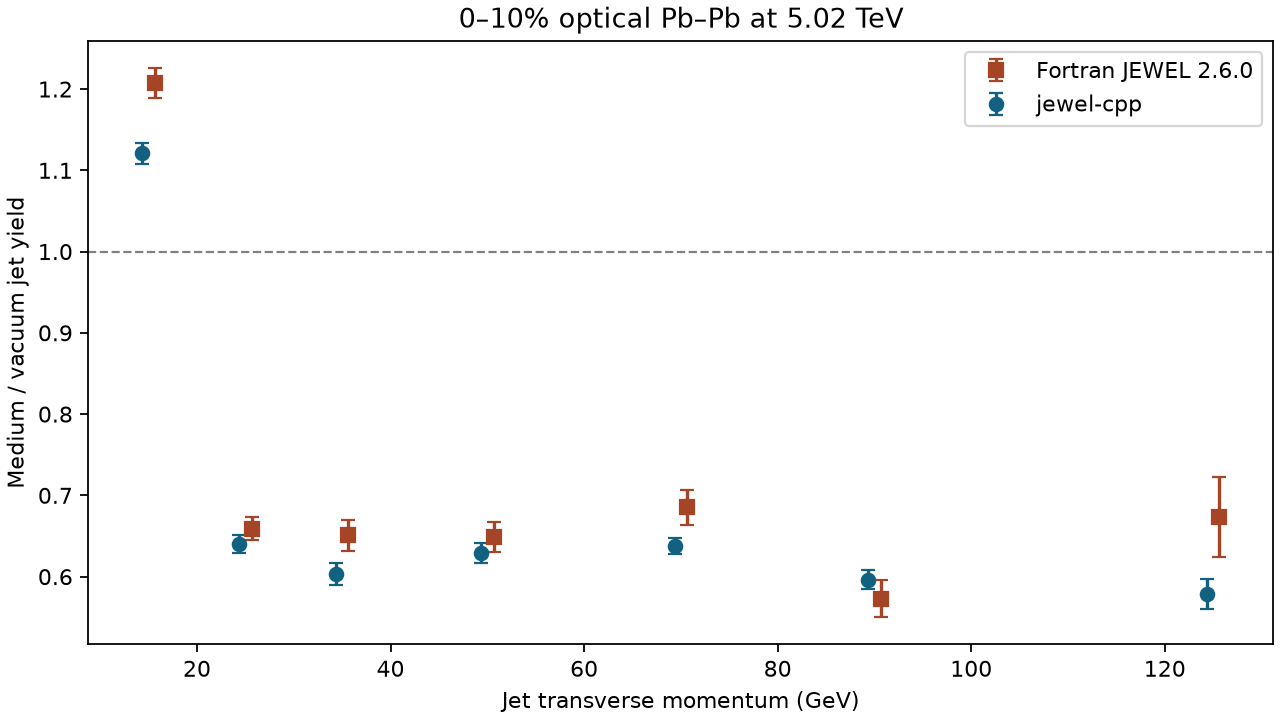 0–10% optical Pb–Pb at 5.02 TeV
Fortran JEWEL 2.6.0
jewel-cpp
Medium / vacuum jet yield
1.2
1.1
1.0
0.9
0.8
0.7
0.6
20
40
60
80
100
120
Jet transverse momentum (GeV)